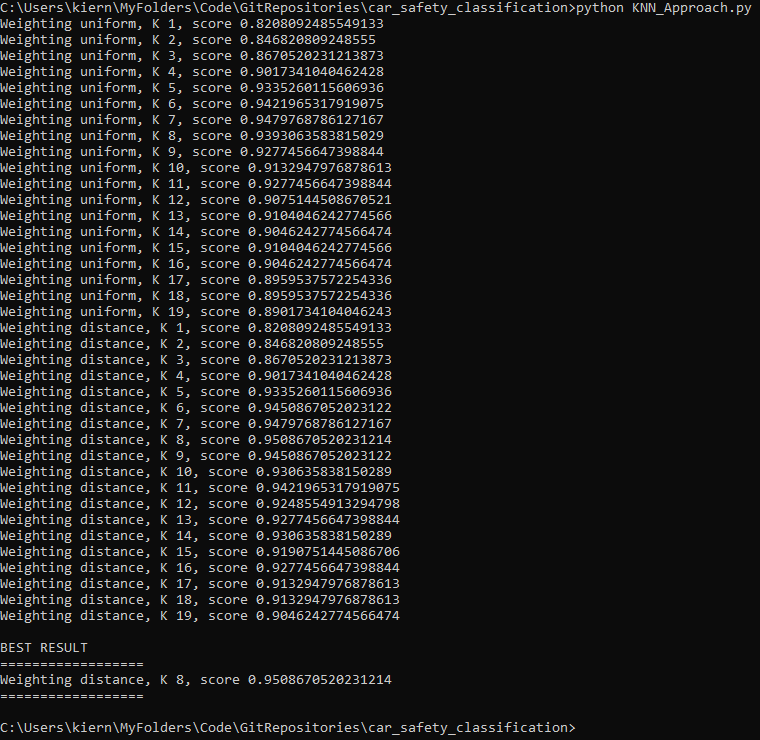 C:\Users\kiern\MyFolders\Code\GitRepositories\car_safety_classification>python KNN_Approach.py
Weighting uniform, K 1, score 0.8208092485549133
Weighting uniform, K 2, score 0.846820809248555
Weighting uniform, K 3, score 0.8670520231213873
Weighting uniform, K 4, score 0.9017341040462428
Weighting uniform, K 5, score 0.9335260115606936
Weighting uniform, K 6, score 0.9421965317919075
Weighting uniform, K 7, score 0.9479768786127167
Weighting uniform, K 8, score 0.9393063583815029
Weighting uniform, K 9, score 0.9277456647398844
Weighting uniform, K 10, score 0.9132947976878613
Weighting uniform, K 11, score 0.9277456647398844
Weighting uniform, K 12, score 0.9075144508670521
Weighting uniform, K 13, score 0.9104046242774566
Weighting uniform, K 14, score 0.9046242774566474
Weighting uniform, K 15, score 0.9104046242774566
Weighting uniform, K 16, score 0.9046242774566474
Weighting uniform, K 17, score 0.8959537572254336
Weighting uniform, K 18, score 0.8959537572254336
Weighting uniform, K 19, score 0.8901734104046243
Weighting distance, K 1, score 0.8208092485549133
Weighting distance, K 2, score 0.846820809248555
Weighting distance, K 3, score 0.8670520231213873
Weighting distance, K 4, score 0.9017341040462428
Weighting distance, K 5, score 0.9335260115606936
Weighting distance, K 6, score 0.9450867052023122
Weighting distance, K 7, score 0.9479768786127167
Weighting distance, K 8, score 0.9508670520231214
Weighting distance, K 9, score 0.9450867052023122
Weighting distance, K 10, score 0.930635838150289
Weighting distance, K 11, score 0.9421965317919075
Weighting distance, K 12, score 0.9248554913294798
Weighting distance, K 13, score 0.9277456647398844
Weighting distance, K 14, score 0.930635838150289
Weighting distance, K 15, score 0.9190751445086706
Weighting distance, K 16, score 0.9277456647398844
Weighting distance, K 17, score 0.9132947976878613
Weighting distance, K 18, score 0.9132947976878613
Weighting distance, K 19, score 0.9046242774566474
BEST RESULT
==================
Weighting distance, K 8, score 0.9508670520231214
==================
C:\Users\kiern\MyFolders\Code\GitRepositories\car_safety_classification>